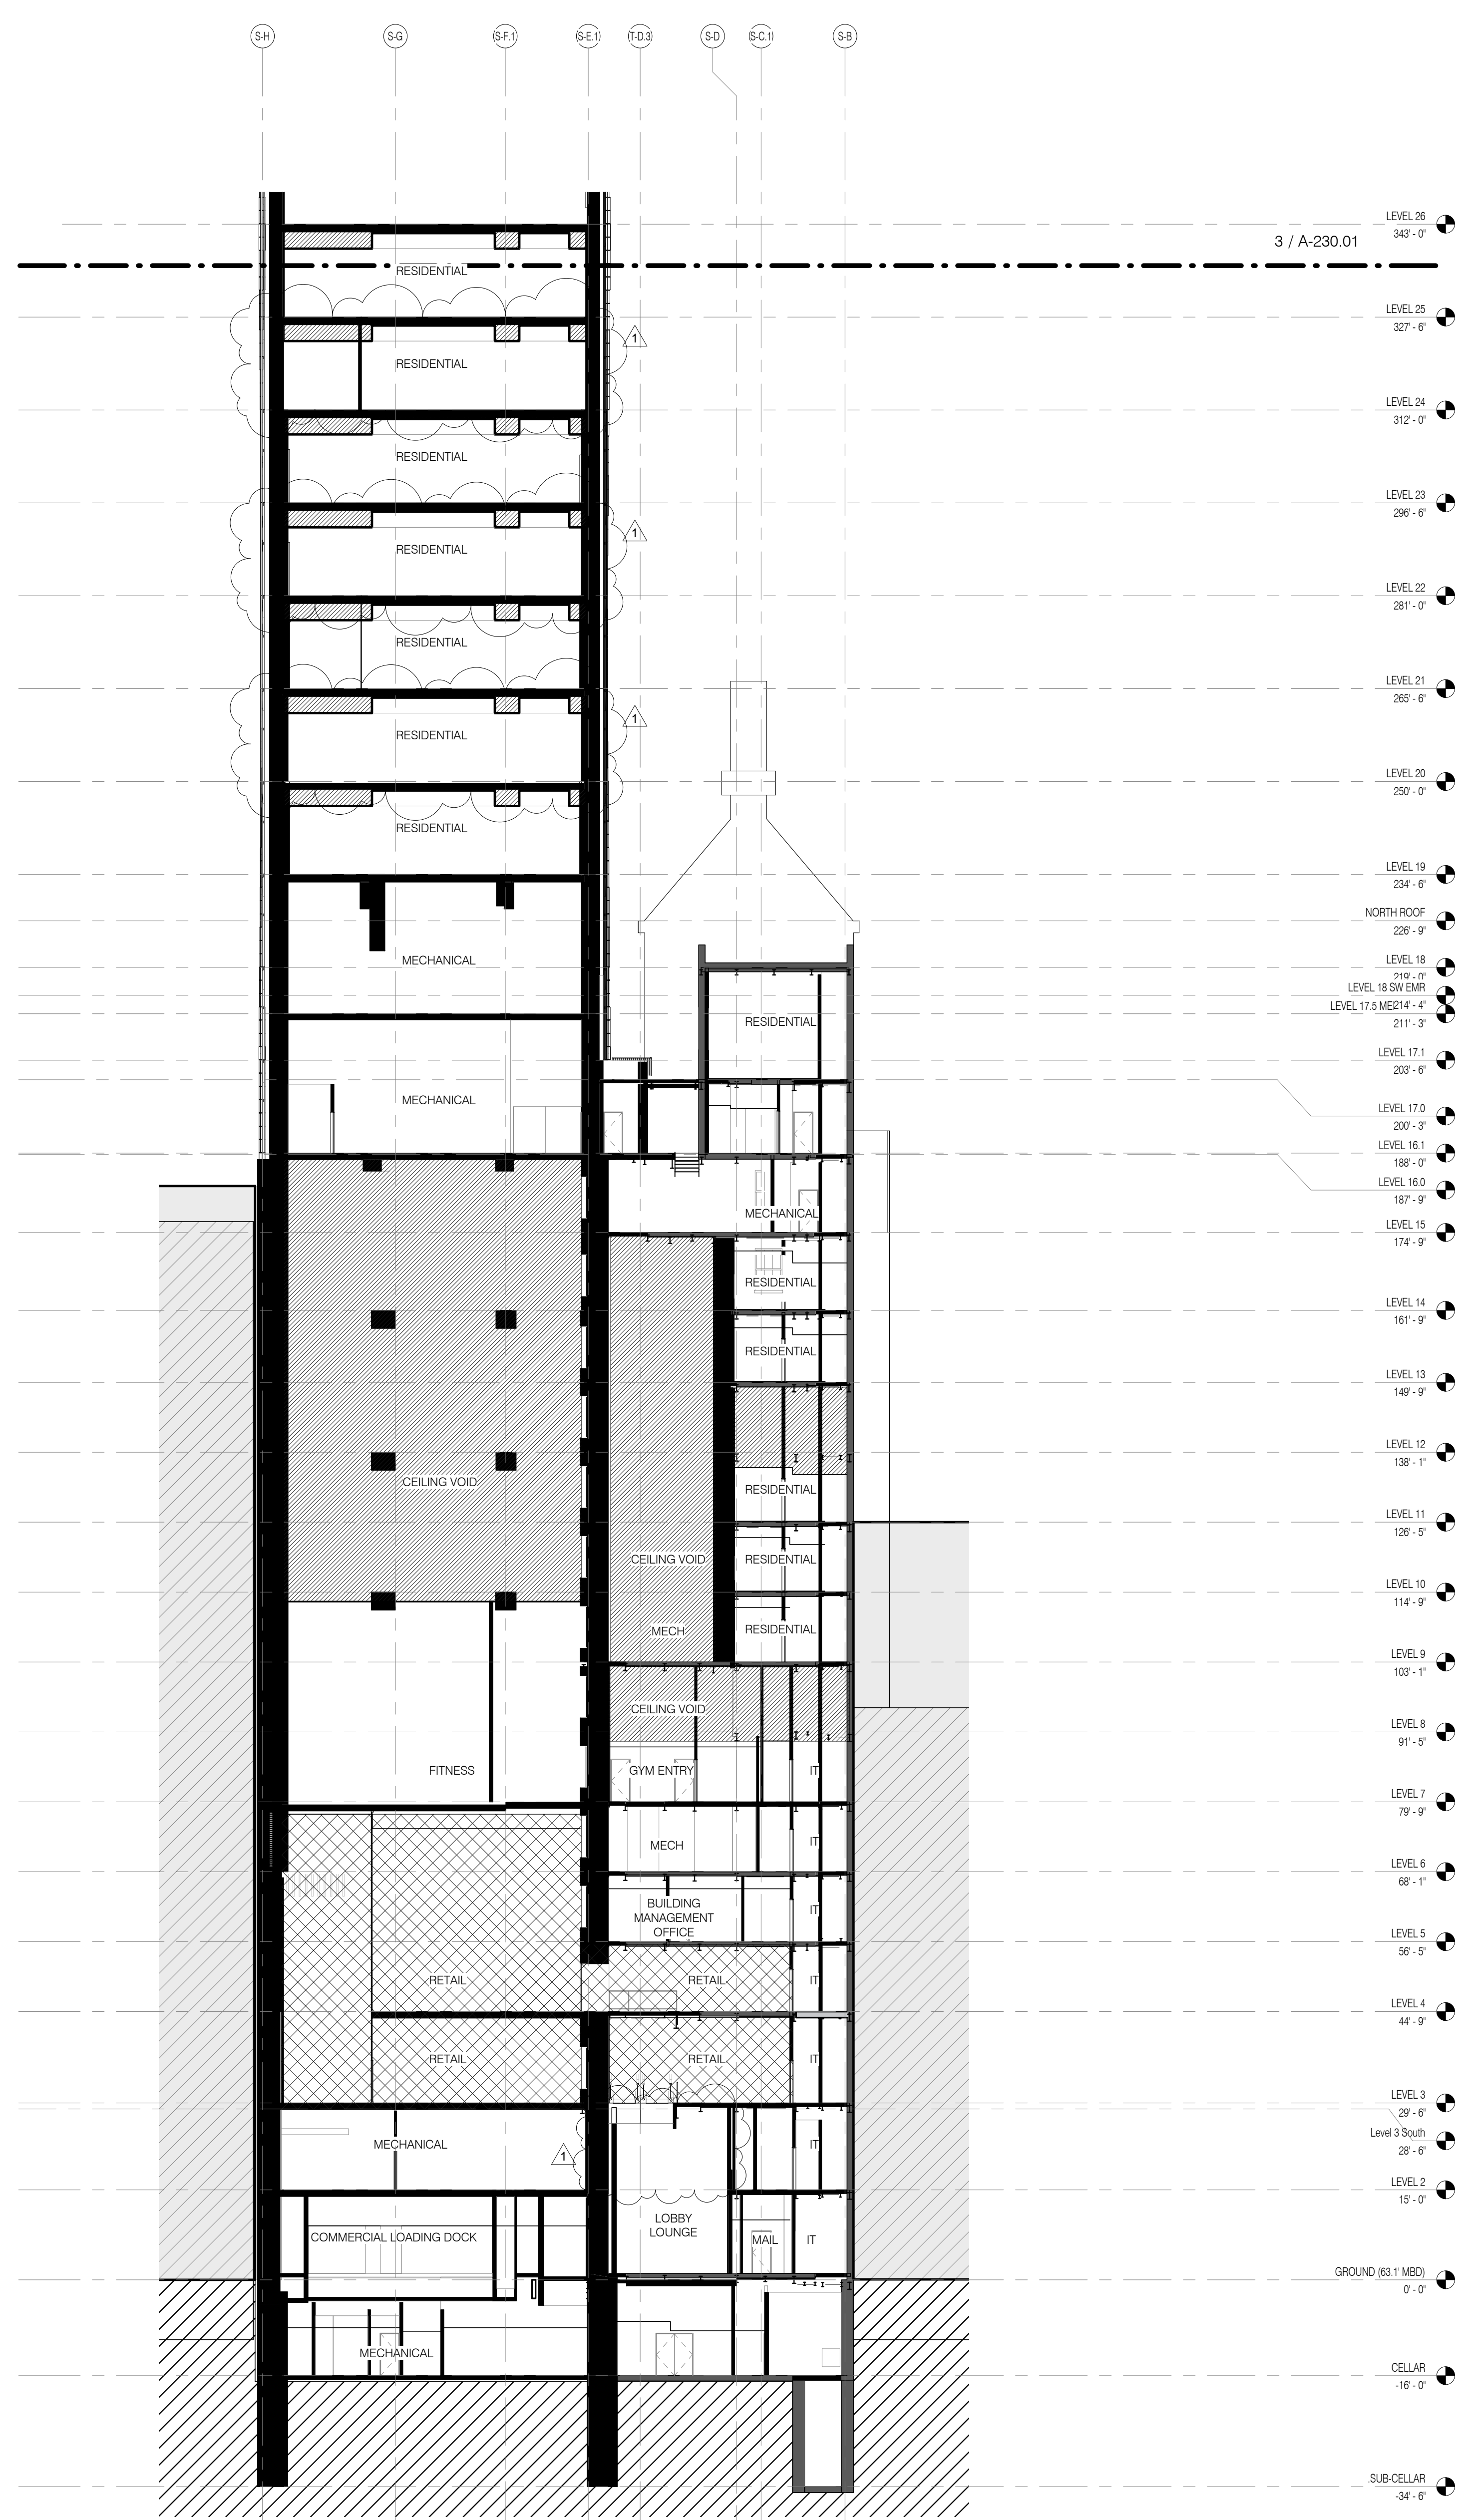 S-H S-G (S-F.1) (S-E.1) (T-D.3) S-D (S-C.1) S-B
LEVEL 26
343' - 0"
3 / A-230.01
RESIDENTIAL
LEVEL 25
327' - 6"
1
RESIDENTIAL
LEVEL 24
312' - 0"
RESIDENTIAL
LEVEL 23
296' - 6"
1
RESIDENTIAL
LEVEL 22
281' - 0"
RESIDENTIAL
LEVEL 21
265' - 6"
1
RESIDENTIAL
LEVEL 20
250' - 0"
RESIDENTIAL
LEVEL 19
234' - 6"
NORTH ROOF
226' - 9"
MECHANICAL
LEVEL 18
219' - 0"
LEVEL 18 SW EMR
LEVEL 17.5 ME214' - 4"
211' - 3"
RESIDENTIAL
LEVEL 17.1
203' - 6"
MECHANICAL
LEVEL 17.0
200' - 3"
LEVEL 16.1
188' - 0"
LEVEL 16.0
187' - 9"
MECHANICAL
LEVEL 15
174' - 9"
RESIDENTIAL
LEVEL 14
161' - 9"
RESIDENTIAL
LEVEL 13
149' - 9"
LEVEL 12
138' - 1"
CEILING VOID
RESIDENTIAL
LEVEL 11
126' - 5"
CEILING VOID
RESIDENTIAL
LEVEL 10
114' - 9"
MECH
RESIDENTIAL
LEVEL 9
103' - 1"
CEILING VOID
LEVEL 8
91' - 5"
FITNESS
GYM ENTRY
IT
LEVEL 7
79' - 9"
MECH
IT
LEVEL 6
68' - 1"
BUILDING
MANAGEMENT
OFFICE
IT
LEVEL 5
56' - 5"
RETAIL
RETAIL
IT
LEVEL 4
44' - 9"
RETAIL
RETAIL
IT
LEVEL 3
29' - 6"
Level 3 South
28' - 6"
MECHANICAL
1
IT
LEVEL 2
15' - 0"
COMMERCIAL LOADING DOCK
LOBBY
LOUNGE
MAIL
IT
GROUND (63.1' MBD)
0' - 0"
MECHANICAL
CELLAR
-16' - 0"
SUB-CELLAR
-34' - 6"